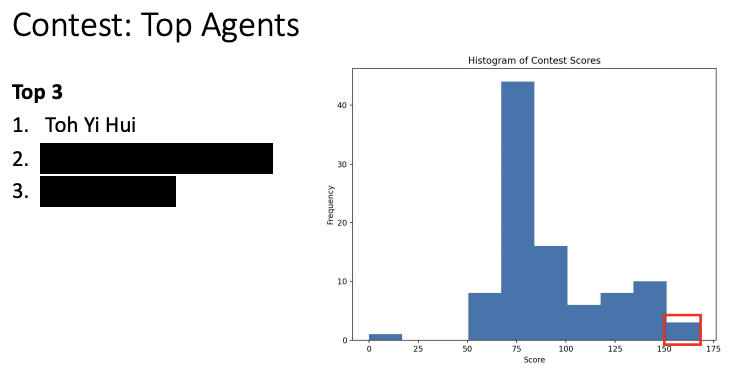 Contest: Top Agents
Top 3
1. Toh Yi Hui
2.
3.
Histogram of Contest Scores
Frequency
40
30
20
10
0
0 25 50 75 100 125 150 175
Score